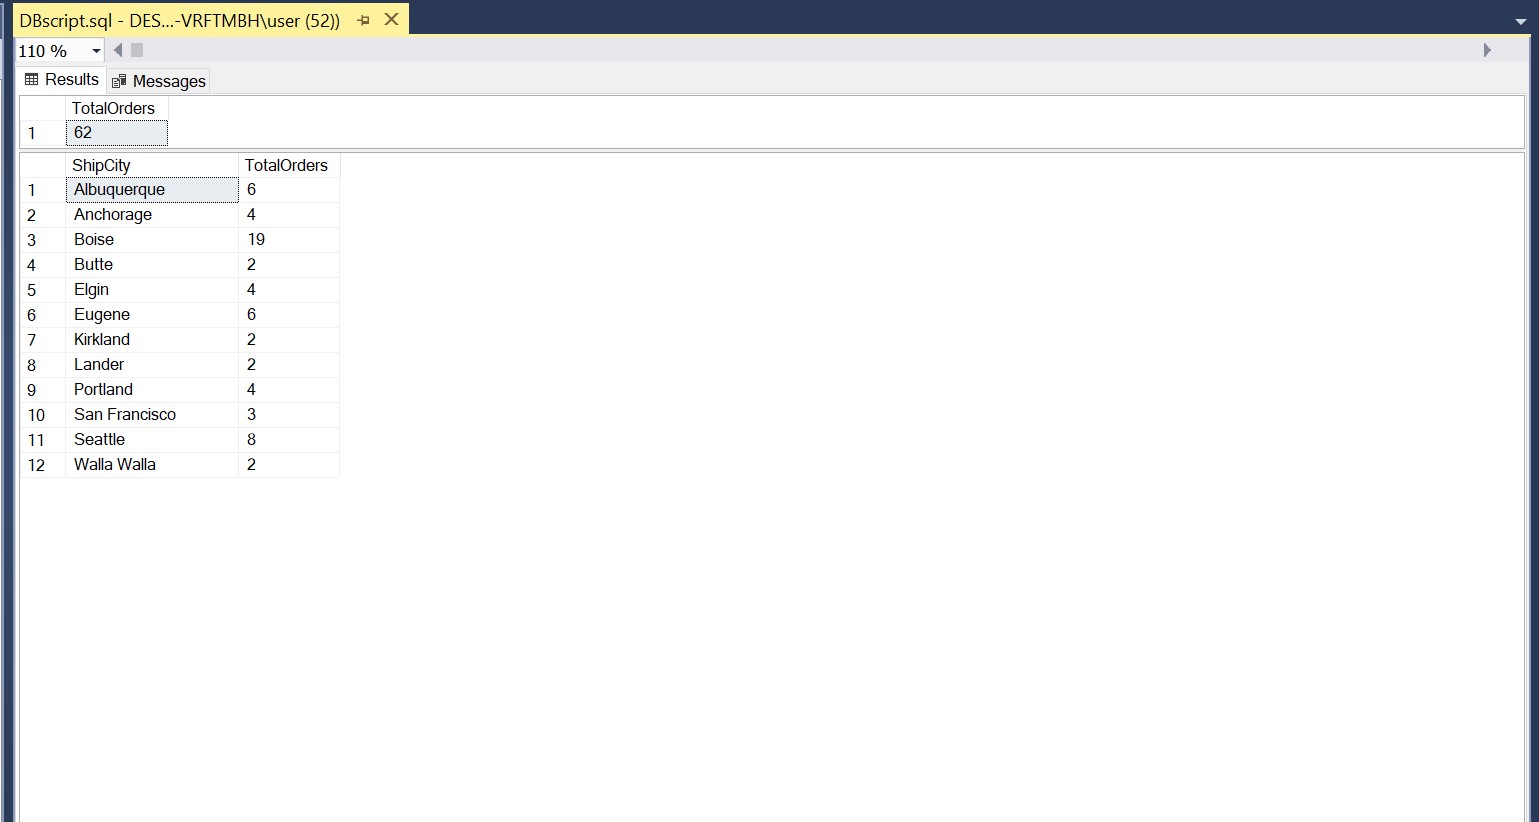 DBscript.sql - DES...-VRFTMBH\user (52))
110 %
Results Messages
TotalOrders
1 62
ShipCity TotalOrders
1 Albuquerque 6
2 Anchorage 4
3 Boise 19
4 Butte 2
5 Elgin 4
6 Eugene 6
7 Kirkland 2
8 Lander 2
9 Portland 4
10 San Francisco 3
11 Seattle 8
12 Walla Walla 2